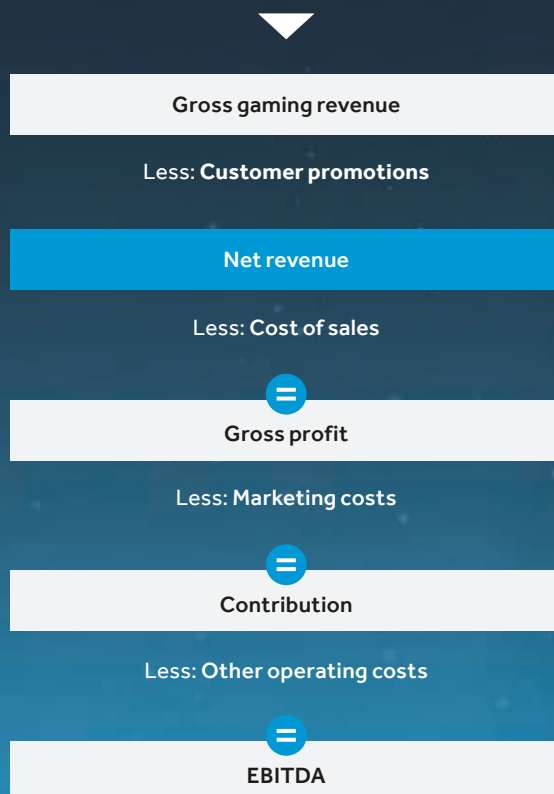 Gross gaming revenue
Less: Customer promotions
Net revenue
Less: Cost of sales
=
Gross profit
Less: Marketing costs
=
Contribution
Less: Other operating costs
=
EBITDA